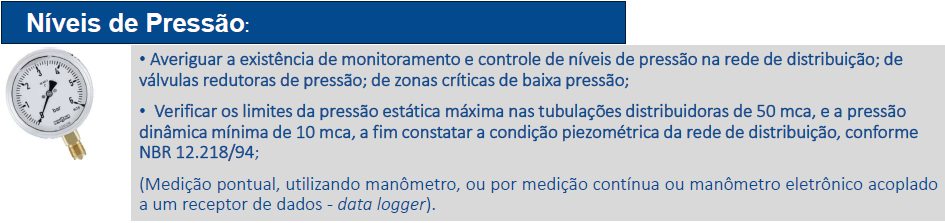 Níveis de Pressão:
• Averiguar a existência de monitoramento e controle de níveis de pressão na rede de distribuição; de
válvulas redutoras de pressão; de zonas críticas de baixa pressão;
• Verificar os limites da pressão estática máxima nas tubulações distribuidoras de 50 mca, e a pressão
dinâmica mínima de 10 mca, a fim constatar a condição piezométrica da rede de distribuição, conforme
NBR 12.218/94;
(Medição pontual, utilizando manômetro, ou por medição contínua ou manômetro eletrônico acoplado
a um receptor de dados - data logger).
bar